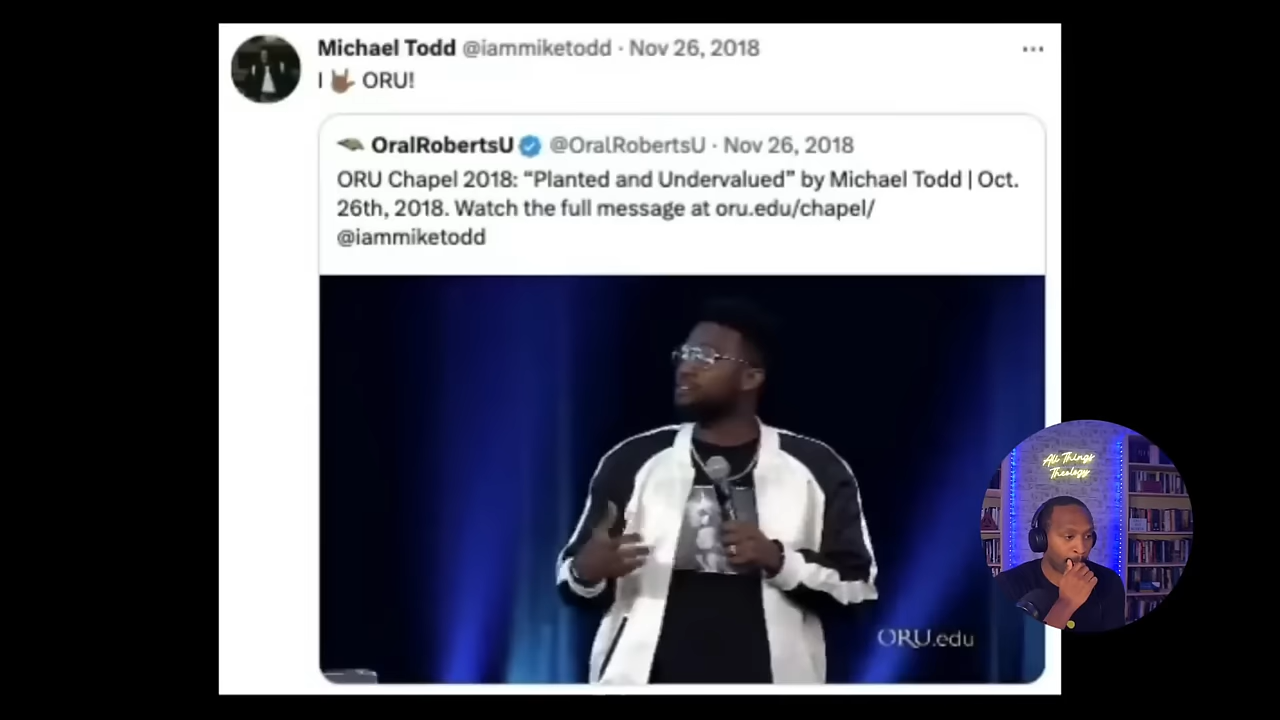 Michael Todd @iammiketodd · Nov 26, 2018
I 🤟🏾 ORU!
OralRobertsU @OralRobertsU · Nov 26, 2018
ORU Chapel 2018: “Planted and Undervalued” by Michael Todd | Oct.
26th, 2018. Watch the full message at oru.edu/chapel/
@iammiketodd
ORU.edu
All Things
Theology